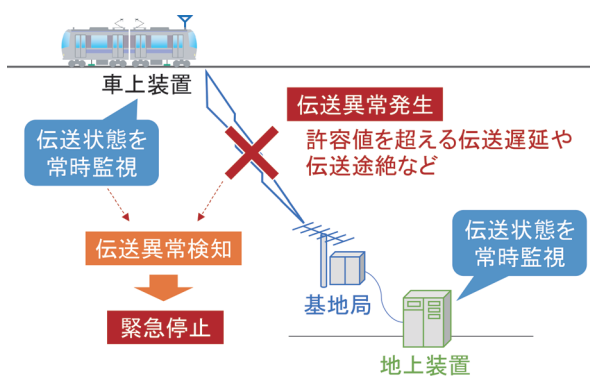 車上装置
伝送異常発生
許容値を超える伝送遅延や
伝送途絶など
伝送状態を
常時監視
伝送異常検知
緊急停止
伝送状態を
常時監視
基地局
地上装置